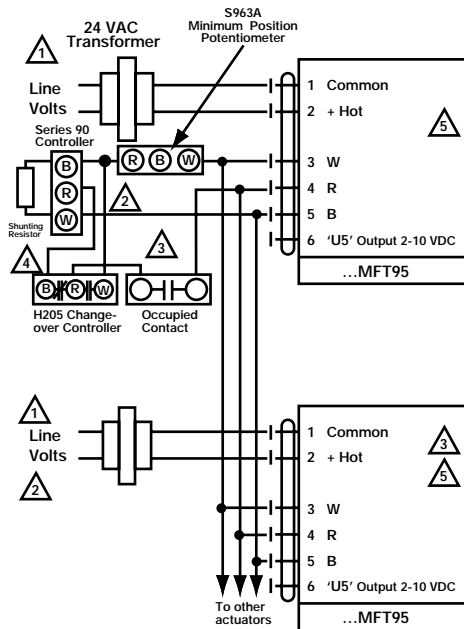 S963A
Minimum Position
Potentiometer
24 VAC
Transformer
1
Line
Volts
1 Common
2 + Hot
5
Series 90
Controller
B
R
W
R B W
3 W
4 R
5 B
6 'U5' Output 2-10 VDC
Shunting
Resistor
2
3
4
B R W
H205 Change-
over Controller
Occupied
Contact
...MFT95
1
Line
Volts
2
1 Common
2 + Hot
3
5
3 W
4 R
5 B
6 'U5' Output 2-10 VDC
To other
actuators
...MFT95